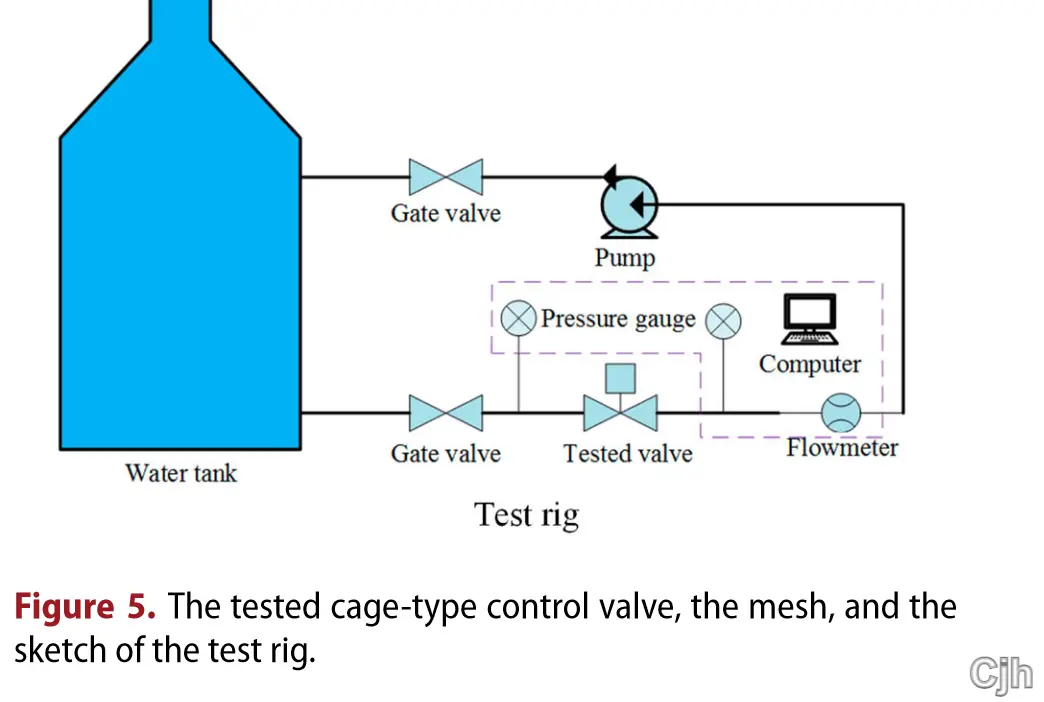 Gate valve
Pump
Pressure gauge
Computer
Gate valve
Tested valve
Flowmeter
Water tank
Test rig
Figure 5. The tested cage-type control valve, the mesh, and the
sketch of the test rig.
Cjh